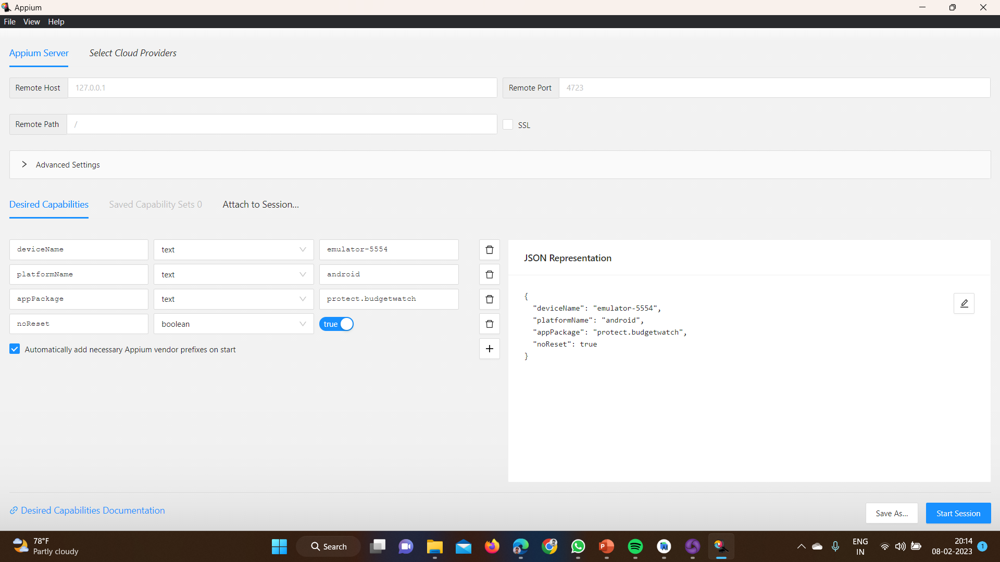 Appium
File View Help
Appium Server Select Cloud Providers
Remote Host 127.0.0.1 Remote Port 4723
Remote Path / SSL
Advanced Settings
Desired Capabilities Saved Capability Sets 0 Attach to Session...
deviceName text emulator-5554
platformName text android
appPackage text protect.budgetwatch
noReset boolean true
Automatically add necessary Appium vendor prefixes on start
JSON Representation
{
"deviceName": "emulator-5554",
"platformName": "android",
"appPackage": "protect.budgetwatch",
"noReset": true
}
Desired Capabilities Documentation
Save As... Start Session
78°F
Partly cloudy
Search
ENG
IN
20:14
08-02-2023
1